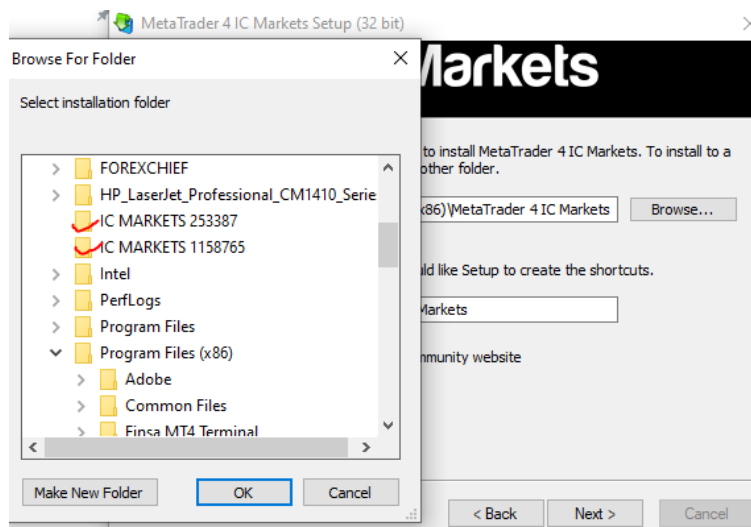 MetaTrader 4 IC Markets Setup (32 bit)
Browse For Folder
Select installation folder
FOREXCHIEF
HP_LaserJet_Professional_CM1410_Serie
IC MARKETS 253387
IC MARKETS 1158765
Intel
PerfLogs
Program Files
Program Files (x86)
Adobe
Common Files
Finsa MT4 Terminal
Make New Folder
OK
Cancel
Markets
to install MetaTrader 4 IC Markets. To install to a
other folder.
x86)\MetaTrader 4 IC Markets
Browse...
uld like Setup to create the shortcuts.
Markets
mmunity website
< Back
Next >
Cancel